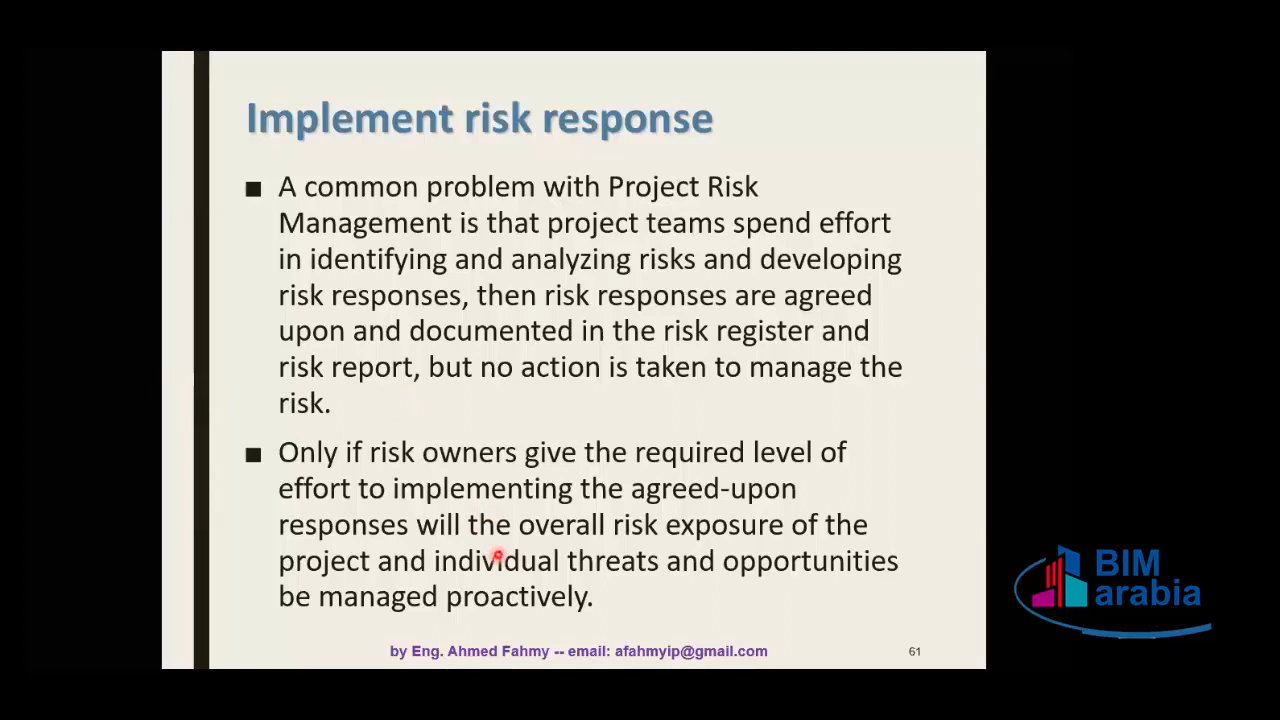 Implement risk response
A common problem with Project Risk
Management is that project teams spend effort
in identifying and analyzing risks and developing
risk responses, then risk responses are agreed
upon and documented in the risk register and
risk report, but no action is taken to manage the
risk.
Only if risk owners give the required level of
effort to implementing the agreed-upon
responses will the overall risk exposure of the
project and individual threats and opportunities
be managed proactively.
by Eng. Ahmed Fahmy -- email: afahmyip@gmail.com
61
BIM
arabia